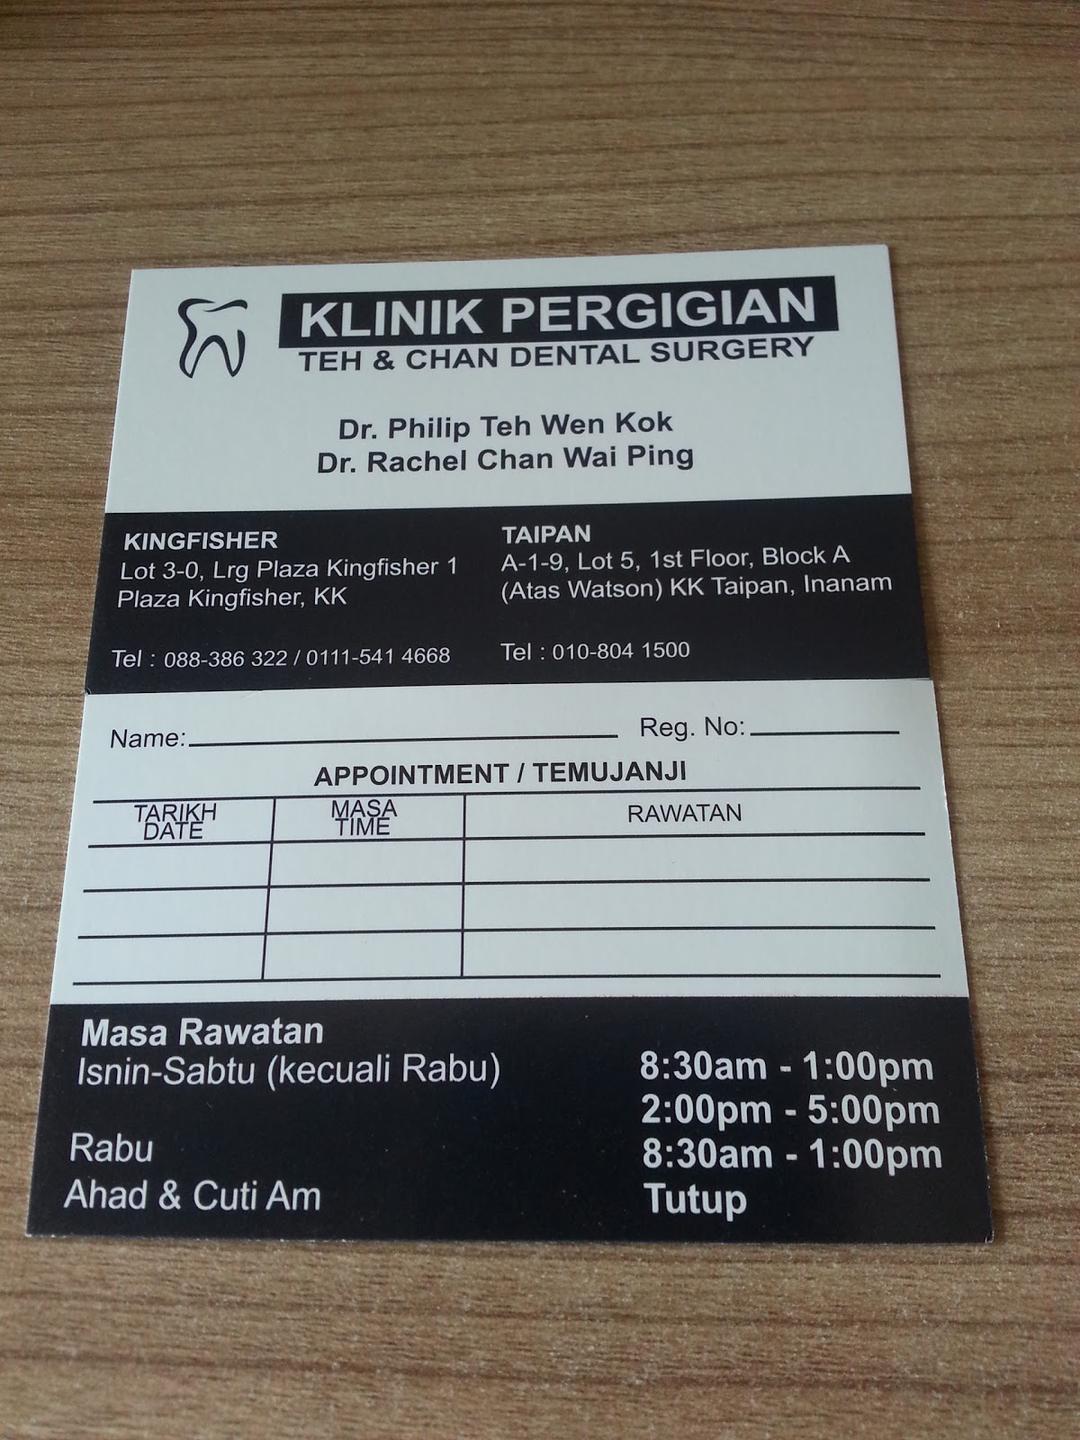 KLINIK PERGIGIAN
TEH & CHAN DENTAL SURGERY
Dr. Philip Teh Wen Kok
Dr. Rachel Chan Wai Ping
KINGFISHER
Lot 3-0, Lrg Plaza Kingfisher 1
Plaza Kingfisher, KK
Tel : 088-386 322 / 0111-541 4668
TAIPAN
A-1-9, Lot 5, 1st Floor, Block A
(Atas Watson) KK Taipan, Inanam
Tel : 010-804 1500
Name: Reg. No:
APPOINTMENT / TEMUJANJI
TARIKH MASA RAWATAN
DATE TIME
Masa Rawatan
Isnin-Sabtu (kecuali Rabu) 8:30am - 1:00pm
2:00pm - 5:00pm
Rabu 8:30am - 1:00pm
Ahad & Cuti Am Tutup